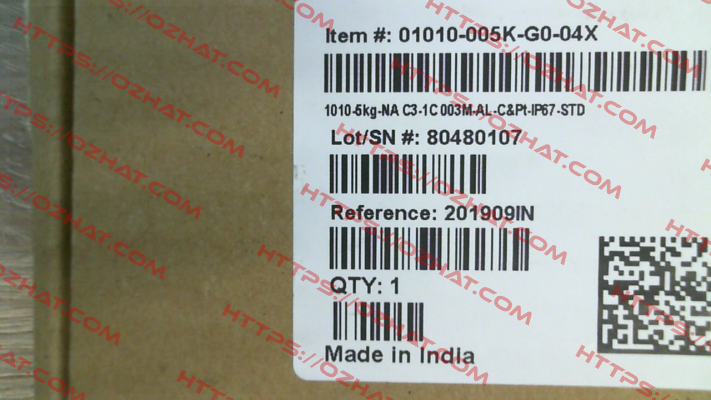 Item #: 01010-005K-G0-04X
1010-5kg-NA C3-1C 003M-AL-C&Pt-IP67-STD
Lot/SN #: 80480107
Reference: 201909IN
QTY: 1
Made in India
HTTPS://OZHAT.COM